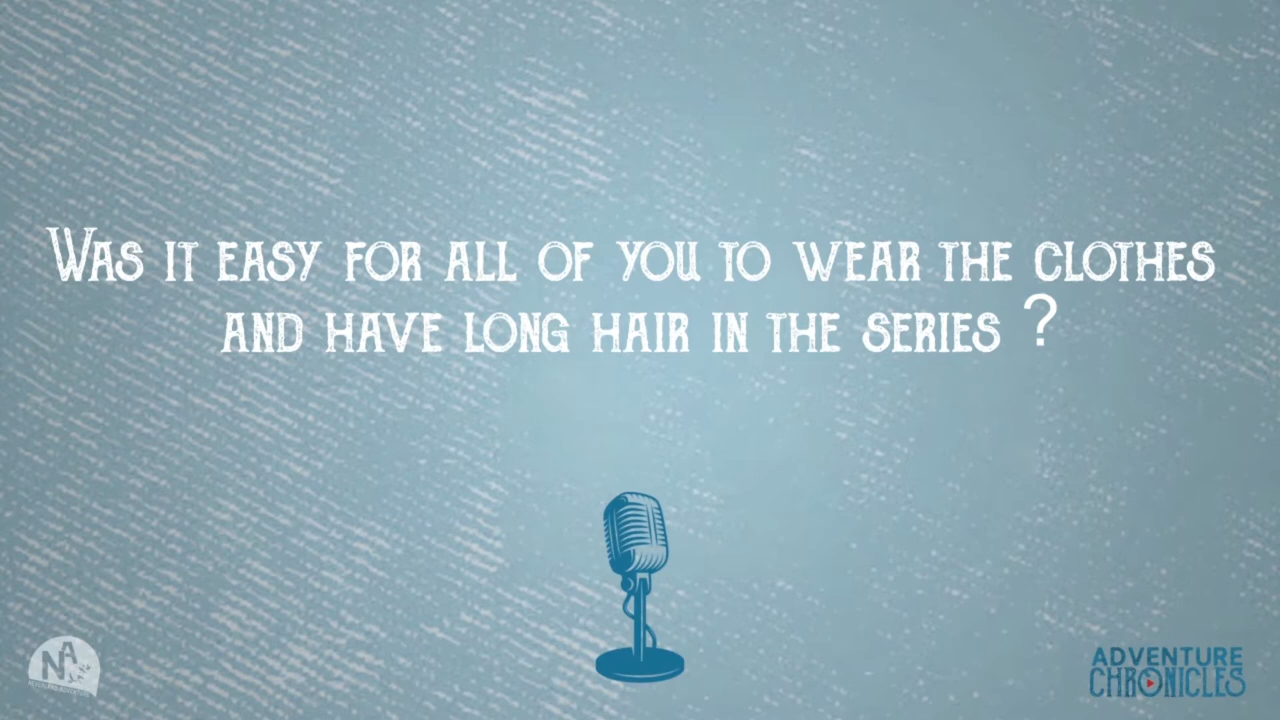 Was it easy for all of you to wear the clothes
and have long hair in the series ?
NA
ADVENTURE
CHRONICLES